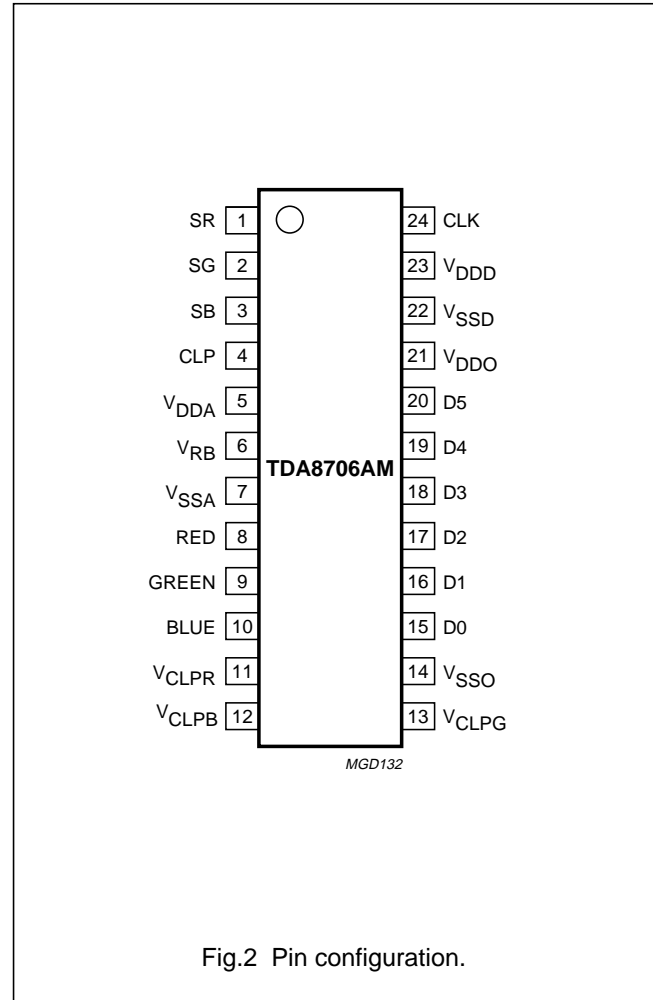 SR 1 24 CLK
SG 2 23 VDDD
SB 3 22 VSSD
CLP 4 21 VDDO
VDDA 5 20 D5
VRB 6 19 D4
TDA8706AM
VSSA 7 18 D3
RED 8 17 D2
GREEN 9 16 D1
BLUE 10 15 D0
VCLPR 11 14 VSSO
VCLPB 12 13 VCLPG
MGD132
Fig.2 Pin configuration.